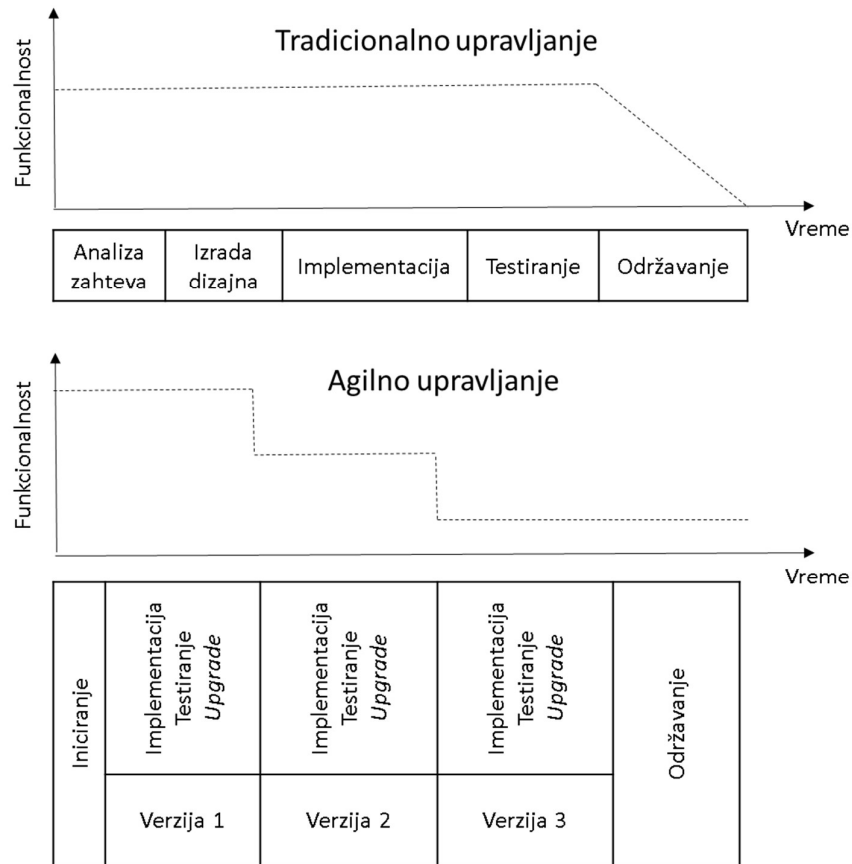 Tradicionalno upravljanje
Funkcionalnost
Vreme
Analiza
zahteva
Izrada
dizajna
Implementacija
Testiranje
Održavanje
Agilno upravljanje
Funkcionalnost
Vreme
Iniciranje
Implementacija
Testiranje
Upgrade
Verzija 1
Implementacija
Testiranje
Upgrade
Verzija 2
Implementacija
Testiranje
Upgrade
Verzija 3
Održavanje